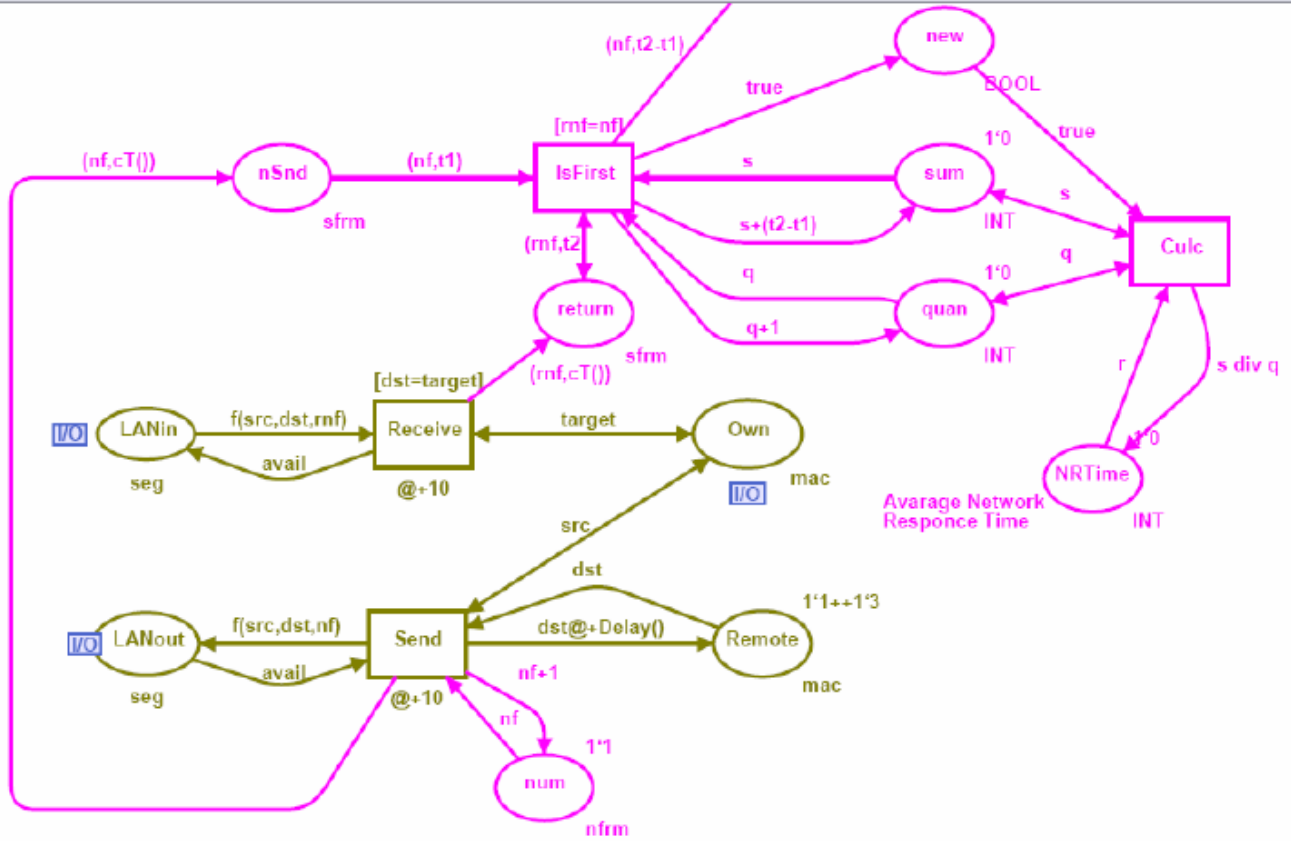 (nf,t2-t1)
new
BOOL
true
true
[rnf=nf]
1'0
(nf,cT())
nSnd
(nf,t1)
IsFirst
s
sum
sfrm
s+(t2-t1)
INT
s
Culc
(rnf,t2
q
1'0
q
return
quan
q+1
INT
sfrm
(rnf,cT())
r
s div q
[dst=target]
I/O
LANin
f(src,dst,rnf)
Receive
target
Own
1'0
avail
seg
@+10
mac
I/O
NRTime
Avarage Network
Responce Time
INT
src
dst
1'1++1'3
I/O
LANout
f(src,dst,nf)
Send
dst@+Delay()
Remote
avail
seg
@+10
nf+1
mac
nf
1'1
num
nfrm